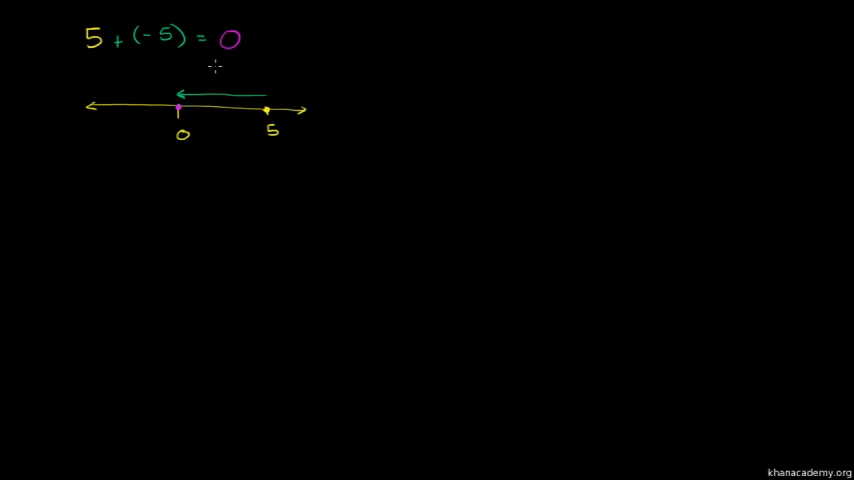 5 + (-5) = 0
0 5
khanacademy.org